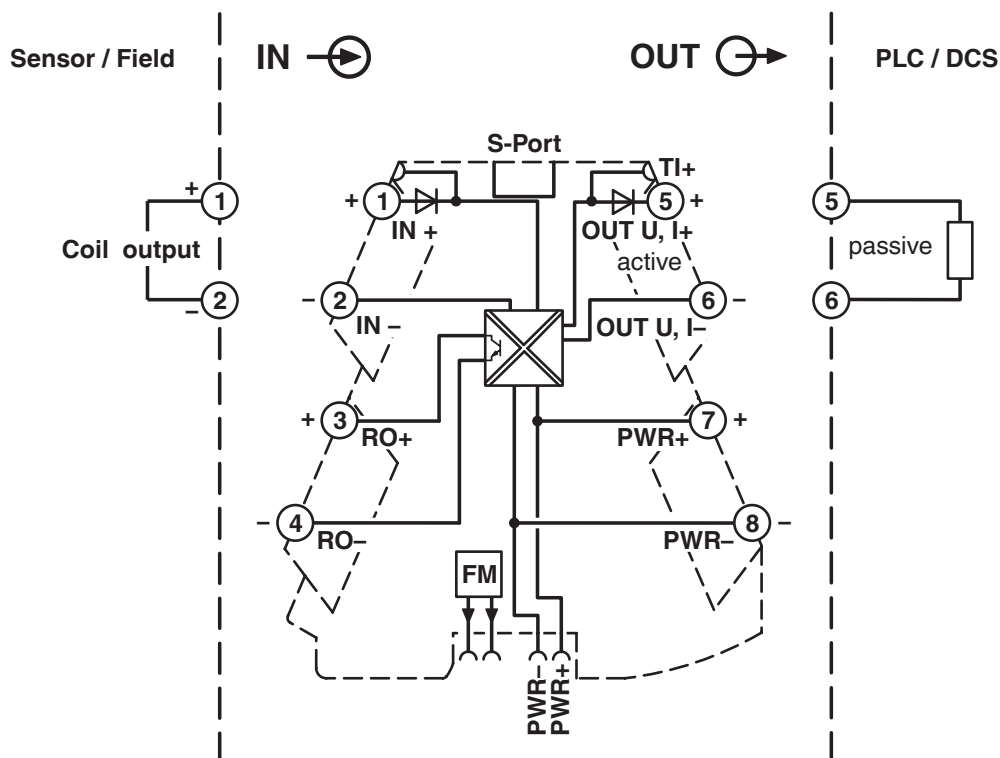 Sensor / Field
IN
OUT
PLC / DCS
S-Port
TI+
+
1
+
1
5
+
5
IN +
OUT U, I+
Coil output
active
passive
2
–
–
2
6
–
6
IN –
OUT U, I–
+
3
7
+
RO+
PWR+
–
4
8
–
RO–
PWR–
FM
PWR–
PWR+